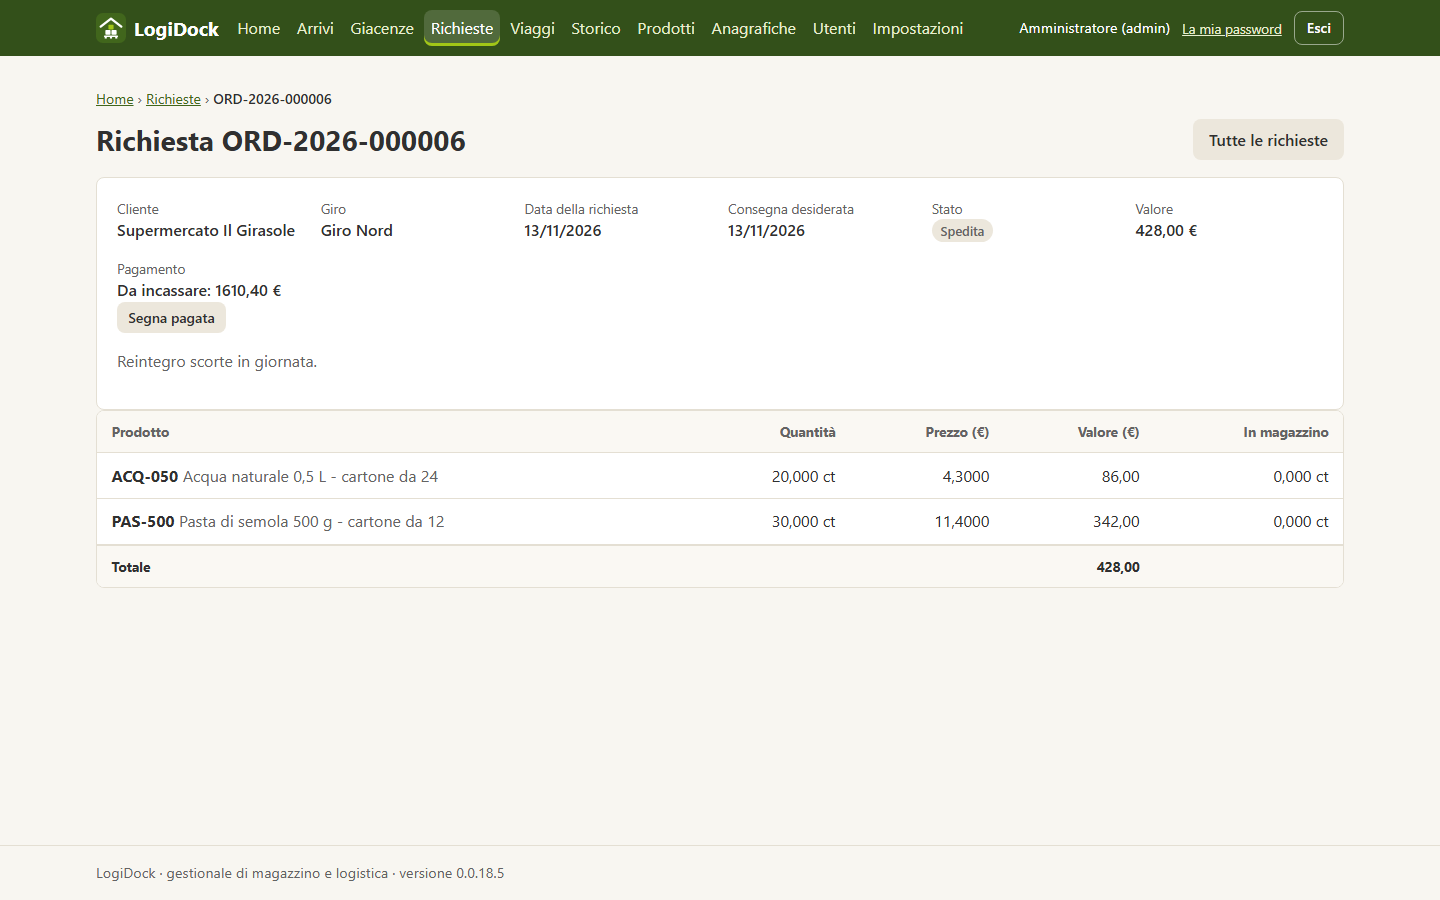 LogiDock Home Arrivi Giacenze Richieste Viaggi Storico Prodotti Anagrafiche Utenti Impostazioni Amministratore (admin) La mia password Esci
Home › Richieste › ORD-2026-000006
Richiesta ORD-2026-000006 Tutte le richieste
Cliente Giro Data della richiesta Consegna desiderata Stato Valore
Supermercato Il Girasole Giro Nord 13/11/2026 13/11/2026 Spedita 428,00 €
Pagamento
Da incassare: 1610,40 €
Segna pagata
Reintegro scorte in giornata.
Prodotto Quantità Prezzo (€) Valore (€) In magazzino
ACQ-050 Acqua naturale 0,5 L - cartone da 24 20,000 ct 4,3000 86,00 0,000 ct
PAS-500 Pasta di semola 500 g - cartone da 12 30,000 ct 11,4000 342,00 0,000 ct
Totale 428,00
LogiDock · gestionale di magazzino e logistica · versione 0.0.18.5